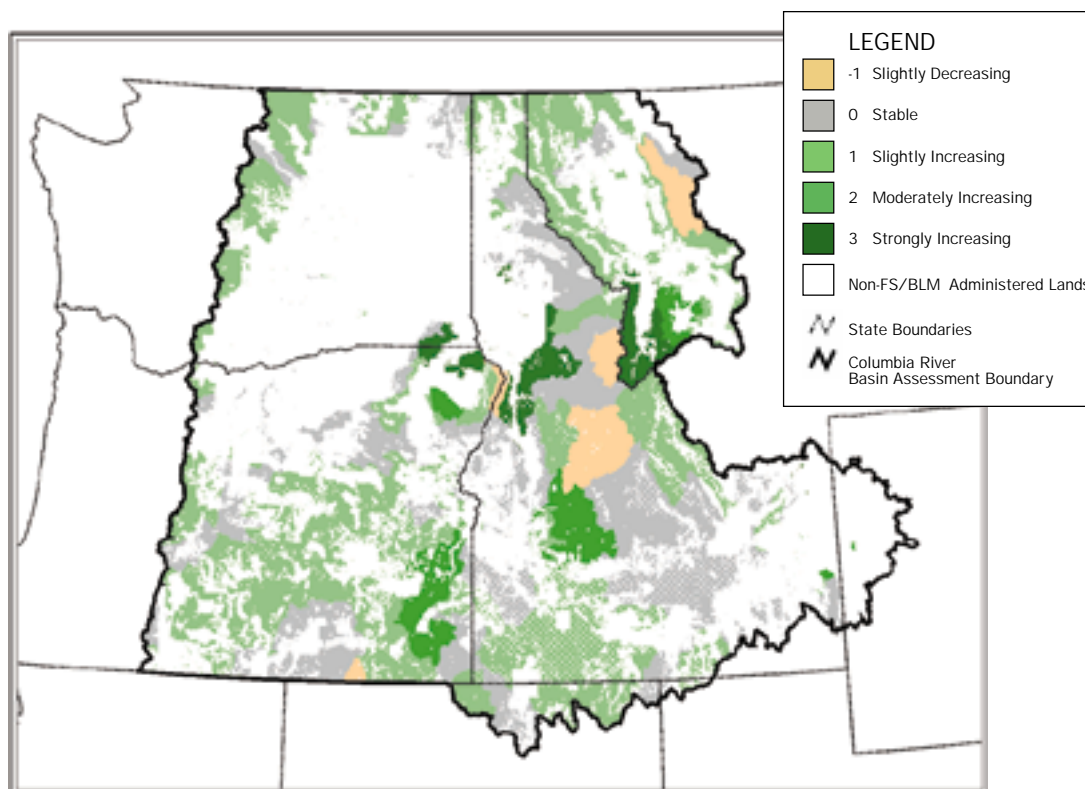 LEGEND
-1 Slightly Decreasing
0 Stable
1 Slightly Increasing
2 Moderately Increasing
3 Strongly Increasing
Non-FS/BLM Administered Lands
State Boundaries
Columbia River
Basin Assessment Boundary